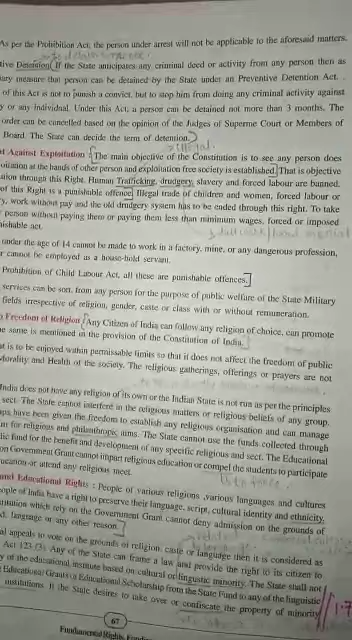 As per the Prohibition Act, the person under arrest will not be applicable to the aforesaid matters.
tive Detention. If the State anticipates any criminal deed or activity from any person then as
measure that person can be detained by the State under an Preventive Detention Act.
of this Act is not to punish a convict, but to stop him from doing any criminal activity against
y or any individual. Under this Act, a person can be detained not more than 3 months. The
order can be cancelled based on the opinion of the Judges of Superme Court or Members of
Board. The State can decide the term of detention.
illegal.
Against Exploitation : The main objective of the Constitution is to see any person does
at the hands of other person and exploitation free society is established. That is objective
through this Right. Human Trafficking, drudgery, slavery and forced labour are banned.
of this Right is a punishable offence. Illegal trade of children and women, forced labour or
y, work without pay and the old drudgery system has to be ended through this right. To take
person without paying them or paying them less than minimum wages, forced or imposed
nishable act.
under the age of 14 cannot be made to work in a factory, mine, or any dangerous profession,
r cannot be employed as a house-hold servant.
Prohibition of Child Labour Act, all these are punishable offences.
services can be sort, from any person for the purpose of public welfare of the State Military
fields irrespective of religion, gender, caste or class with or without remuneration.
Freedom of Religion : Any Citizen of India can follow any religion of choice, can promote
e same is mentioned in the provision of the Constitution of India.
t is to be enjoyed within permissable limits so that it does not affect the freedom of public
Morality and Health of the society. The religious gatherings, offerings or prayers are not
India does not have any religion of its own or the Indian State is not run as per the principles
sect. The State cannot interfere in the religious matters or religious beliefs of any group.
ps have been given the freedom to establish any religious organisation and can manage
for religious and philanthropic aims. The State cannot use the funds collected through
lic fund for the benefit and development of any specific religious and sect. The Educational
on Government Grant cannot impart religious education or compel the students to participate
ucation or attend any religious meet.
to force.
and Educational Rights : People of various religions ,various languages and cultures
eople of India have a right to preserve their language, script, cultural identity and ethnicity.
stitution which rely on the Government Grant cannot deny admission on the grounds of
d, language or any other reason.
al appeals to vote on the grounds of religion, caste or language then it is considered as
Act 123 (3). Any of the State can frame a law and provide the right to its citizen to
y of the educational institute based on cultural or linguistic minority. The State shall not
Educational Grants or Educational Scholarship from the State Fund to any of the linguistic
institutions. If the State desires to take over or confiscate the property of minority
67
Fundamental Rights,